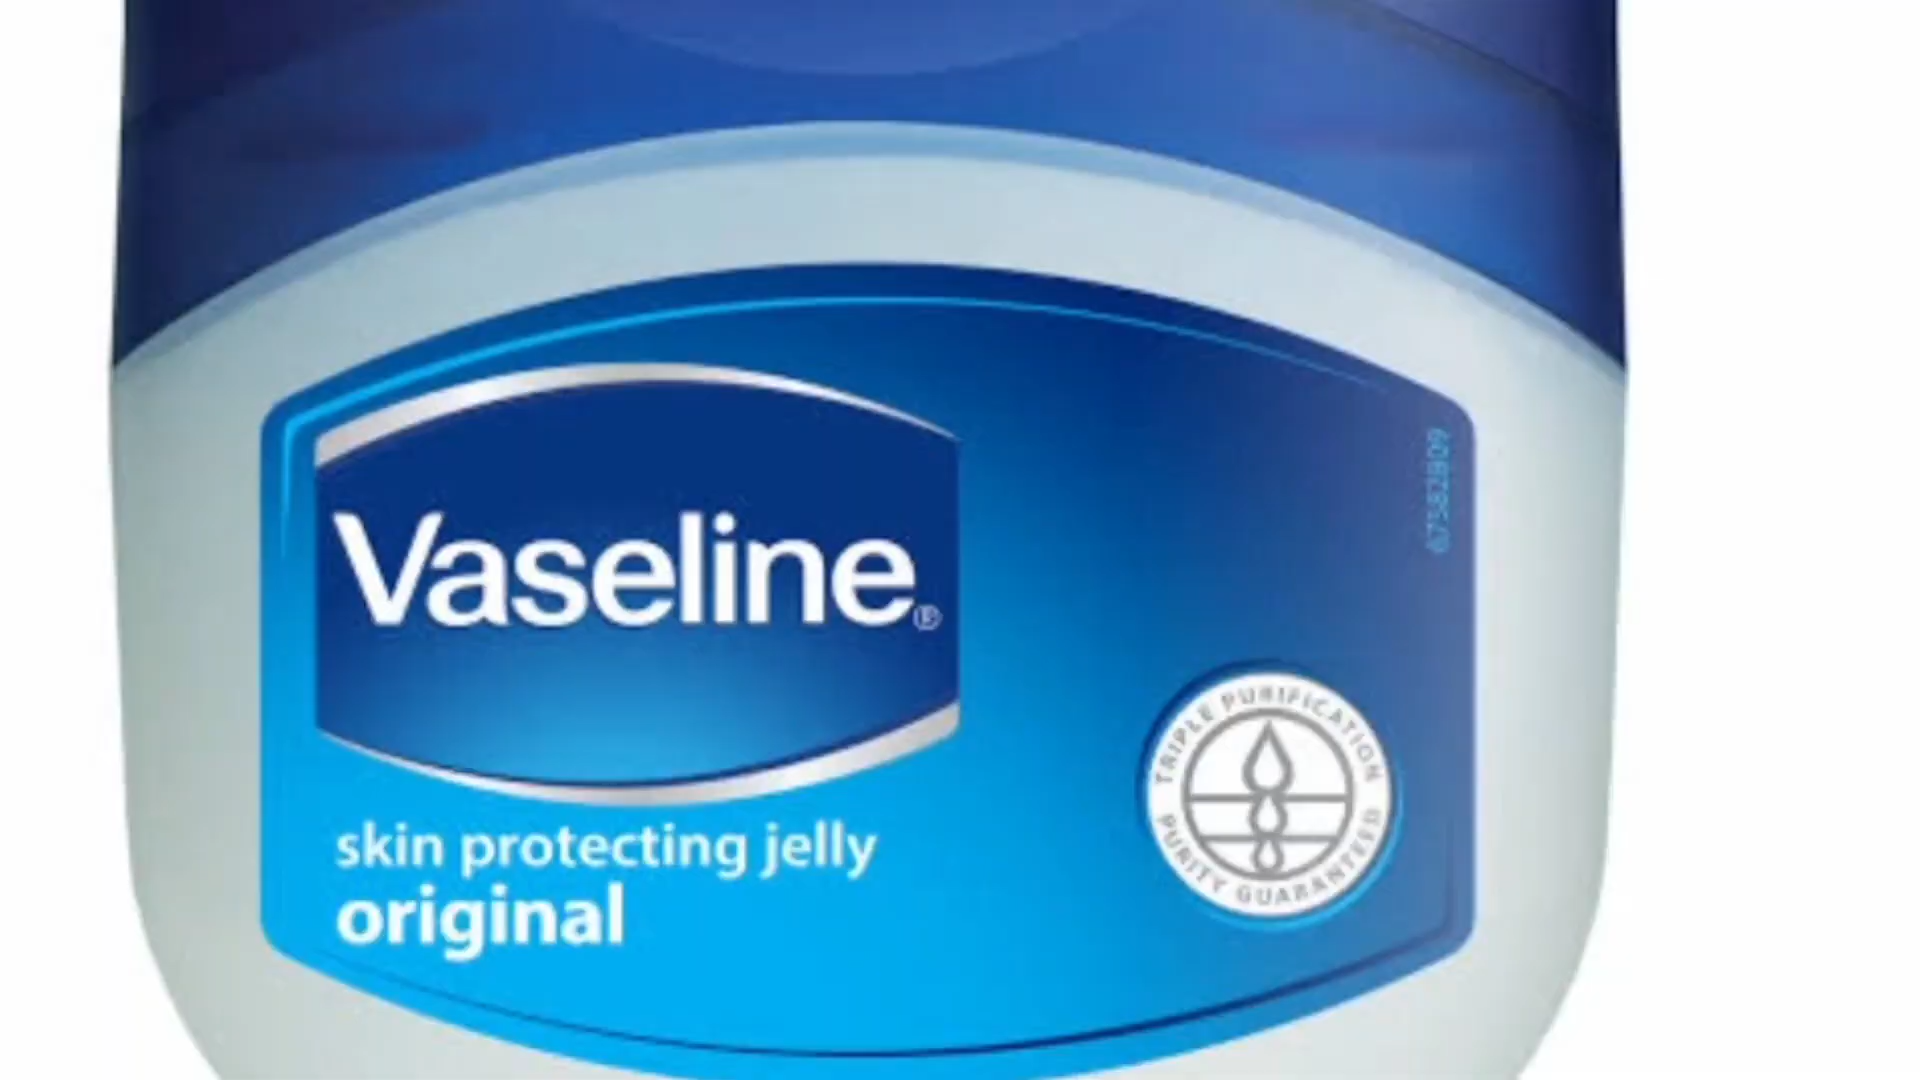 Vaseline®
skin protecting jelly
original
TRIPLE PURIFICATION
PURITY GUARANTEED